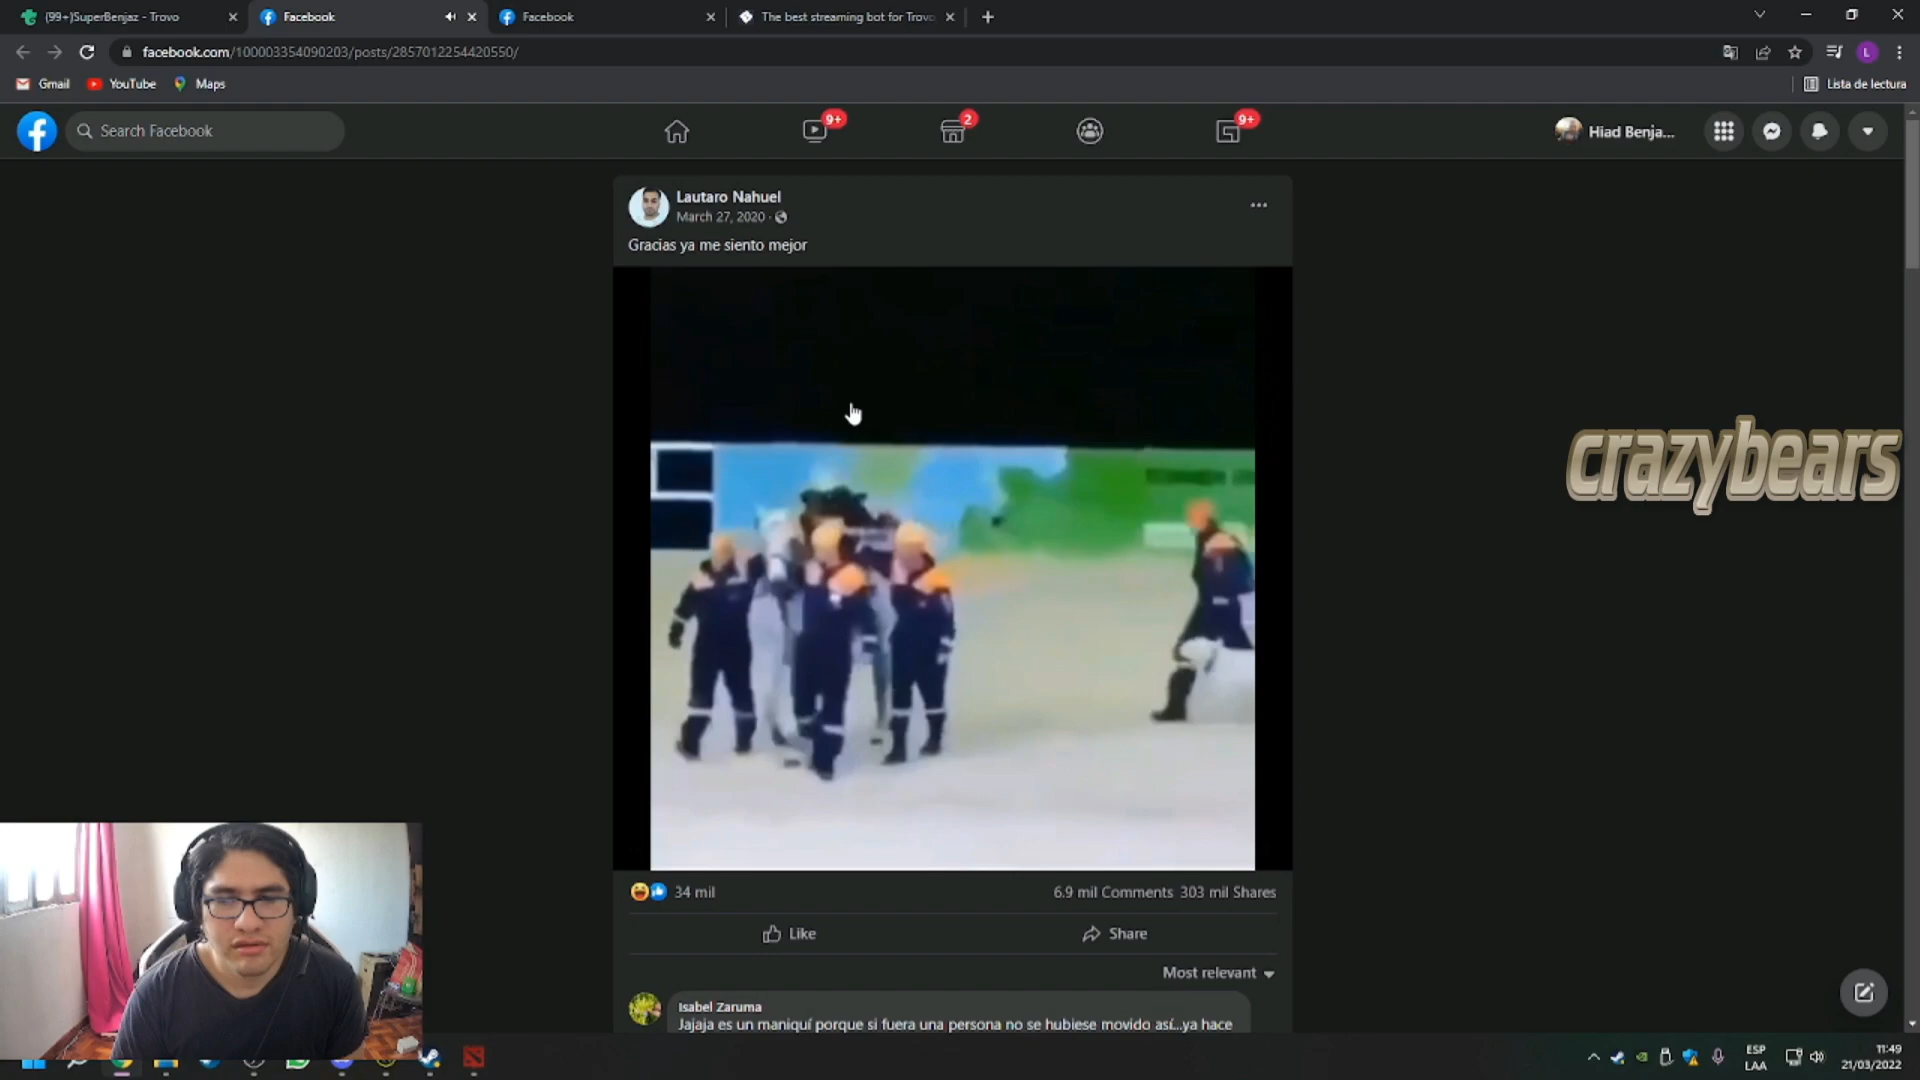 (99+)SuperBenjaz - Trovo
Facebook
Facebook
The best streaming bot for Trovo
facebook.com/100003354090203/posts/2857012254420550/
L
Gmail
YouTube
Maps
Lista de lectura
Search Facebook
9+
2
9+
Hiad Benja...
Lautaro Nahuel
March 27, 2020 ·
Gracias ya me siento mejor
crazybears
34 mil
6.9 mil Comments 303 mil Shares
Like
Share
Most relevant
Isabel Zaruma
Jajaja es un maniquí porque si fuera una persona no se hubiese movido así...ya hace
ESP
LAA
11:49
21/03/2022